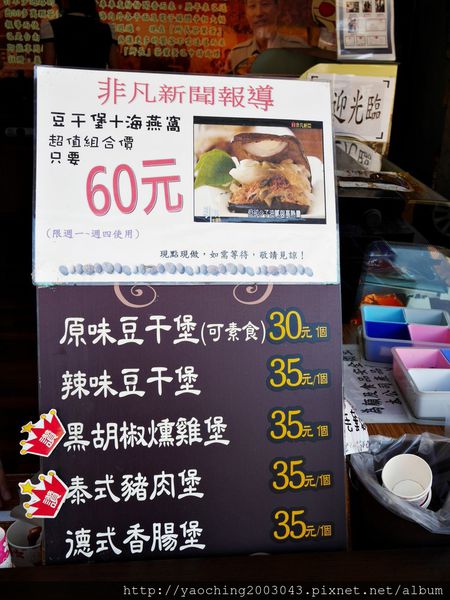 非凡新聞報導
豆干堡+海燕窩
超值組合價
只要
60元
(限週一~週四使用)
現點現做,如需等待,敬請見諒!
原味豆干堡(可素食)30元/個
辣味豆干堡 35元/個
讚 黑胡椒燻雞堡 35元/個
讚 泰式豬肉堡 35元/個
德式香腸堡 35元/個
迎光臨
http://yaoching2003043.pixnet.net/album